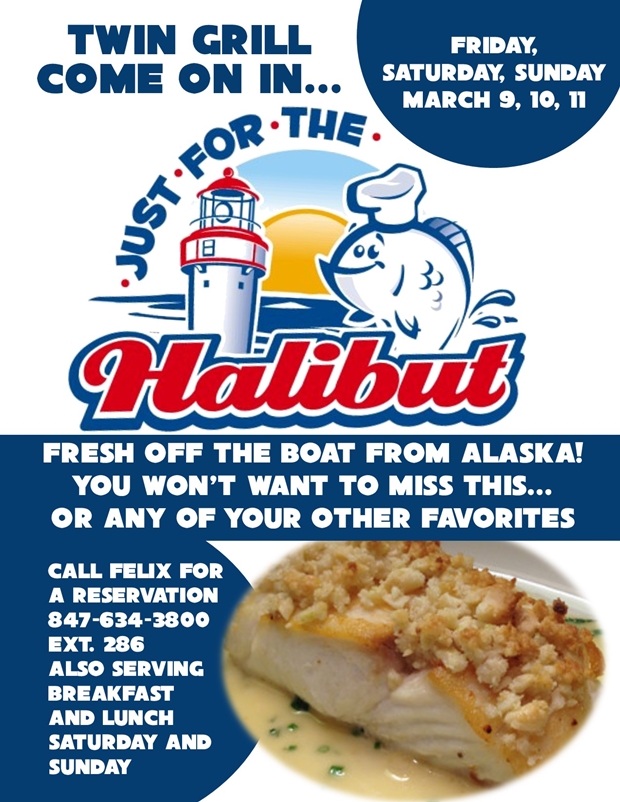 TWIN GRILL
COME ON IN...
FRIDAY,
SATURDAY, SUNDAY
MARCH 9, 10, 11
• JUST • FOR • THE •
Halibut
FRESH OFF THE BOAT FROM ALASKA!
YOU WON'T WANT TO MISS THIS...
OR ANY OF YOUR OTHER FAVORITES
CALL FELIX FOR
A RESERVATION
847-634-3800
EXT. 286
ALSO SERVING
BREAKFAST
AND LUNCH
SATURDAY AND
SUNDAY